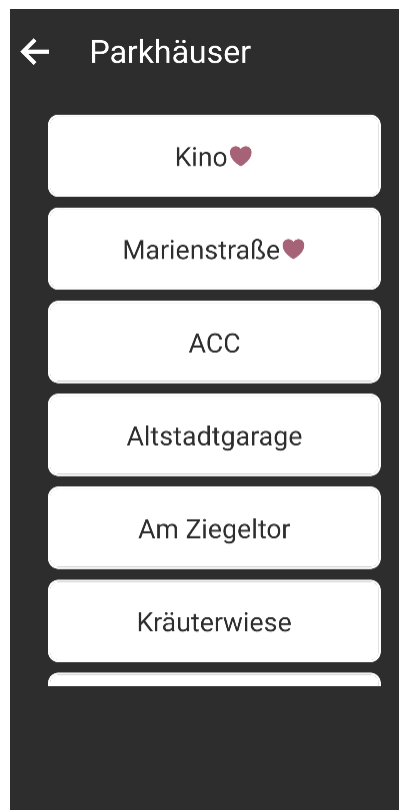 Parkhäuser
Kino
Marienstraße
ACC
Altstadtgarage
Am Ziegeltor
Kräuterwiese